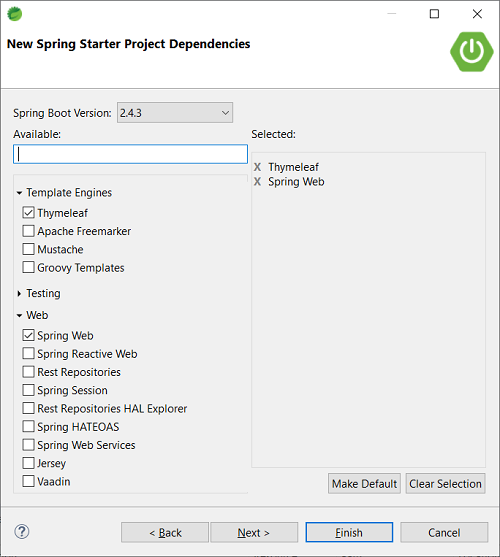 New Spring Starter Project Dependencies
Spring Boot Version: 2.4.3
Available:
Selected:
Template Engines
Thymeleaf
Apache Freemarker
Mustache
Groovy Templates
Testing
Web
Spring Web
Spring Reactive Web
Rest Repositories
Spring Session
Rest Repositories HAL Explorer
Spring HATEOAS
Spring Web Services
Jersey
Vaadin
X Thymeleaf
X Spring Web
Make Default Clear Selection
? < Back Next > Finish Cancel